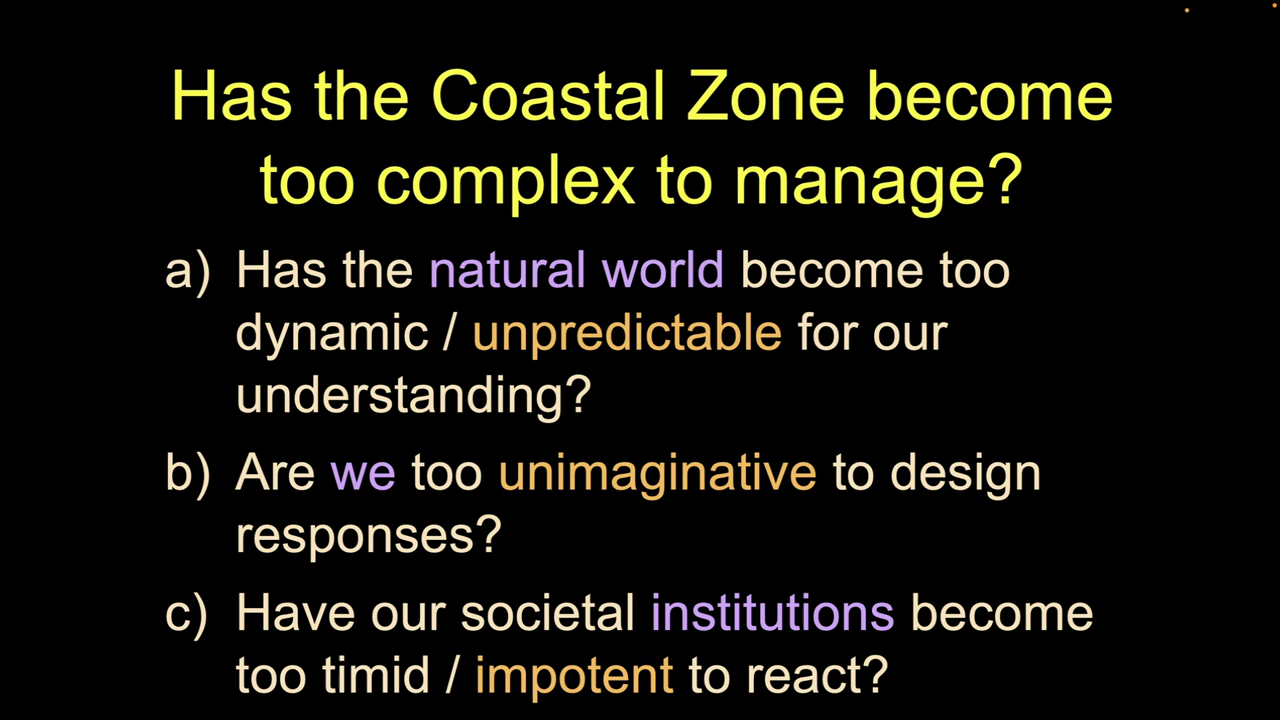 Has the Coastal Zone become
too complex to manage?
a) Has the natural world become too
dynamic / unpredictable for our
understanding?
b) Are we too unimaginative to design
responses?
c) Have our societal institutions become
too timid / impotent to react?